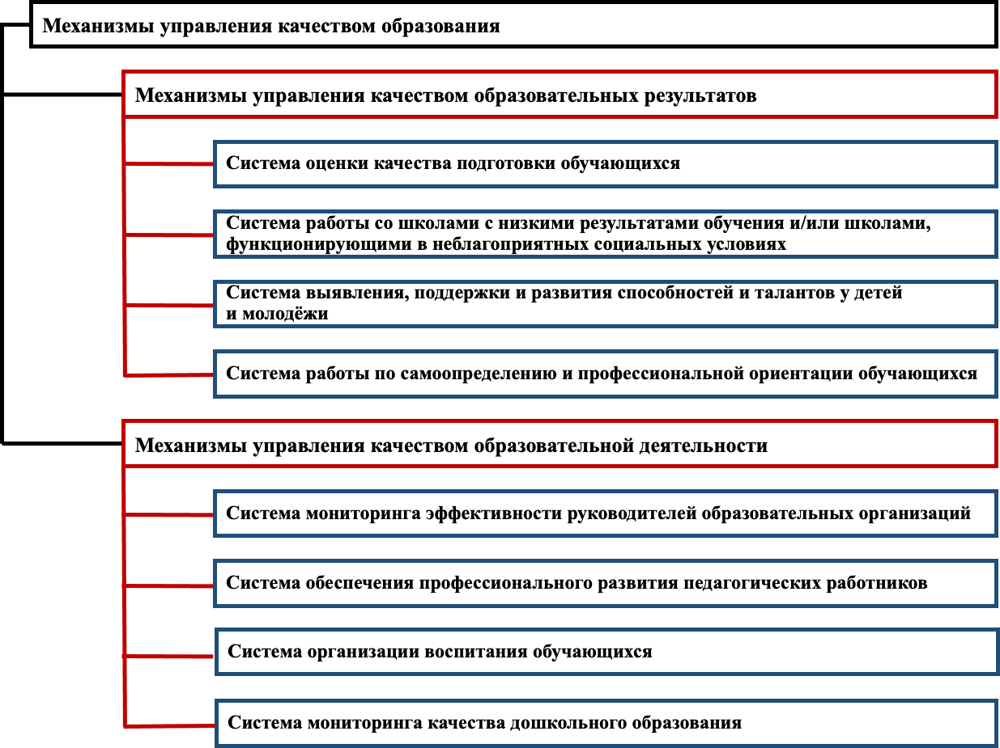 Механизмы управления качеством образования
Механизмы управления качеством образовательных результатов
Система оценки качества подготовки обучающихся
Система работы со школами с низкими результатами обучения и/или школами,
функционирующими в неблагоприятных социальных условиях
Система выявления, поддержки и развития способностей и талантов у детей
и молодёжи
Система работы по самоопределению и профессиональной ориентации обучающихся
Механизмы управления качеством образовательной деятельности
Система мониторинга эффективности руководителей образовательных организаций
Система обеспечения профессионального развития педагогических работников
Система организации воспитания обучающихся
Система мониторинга качества дошкольного образования